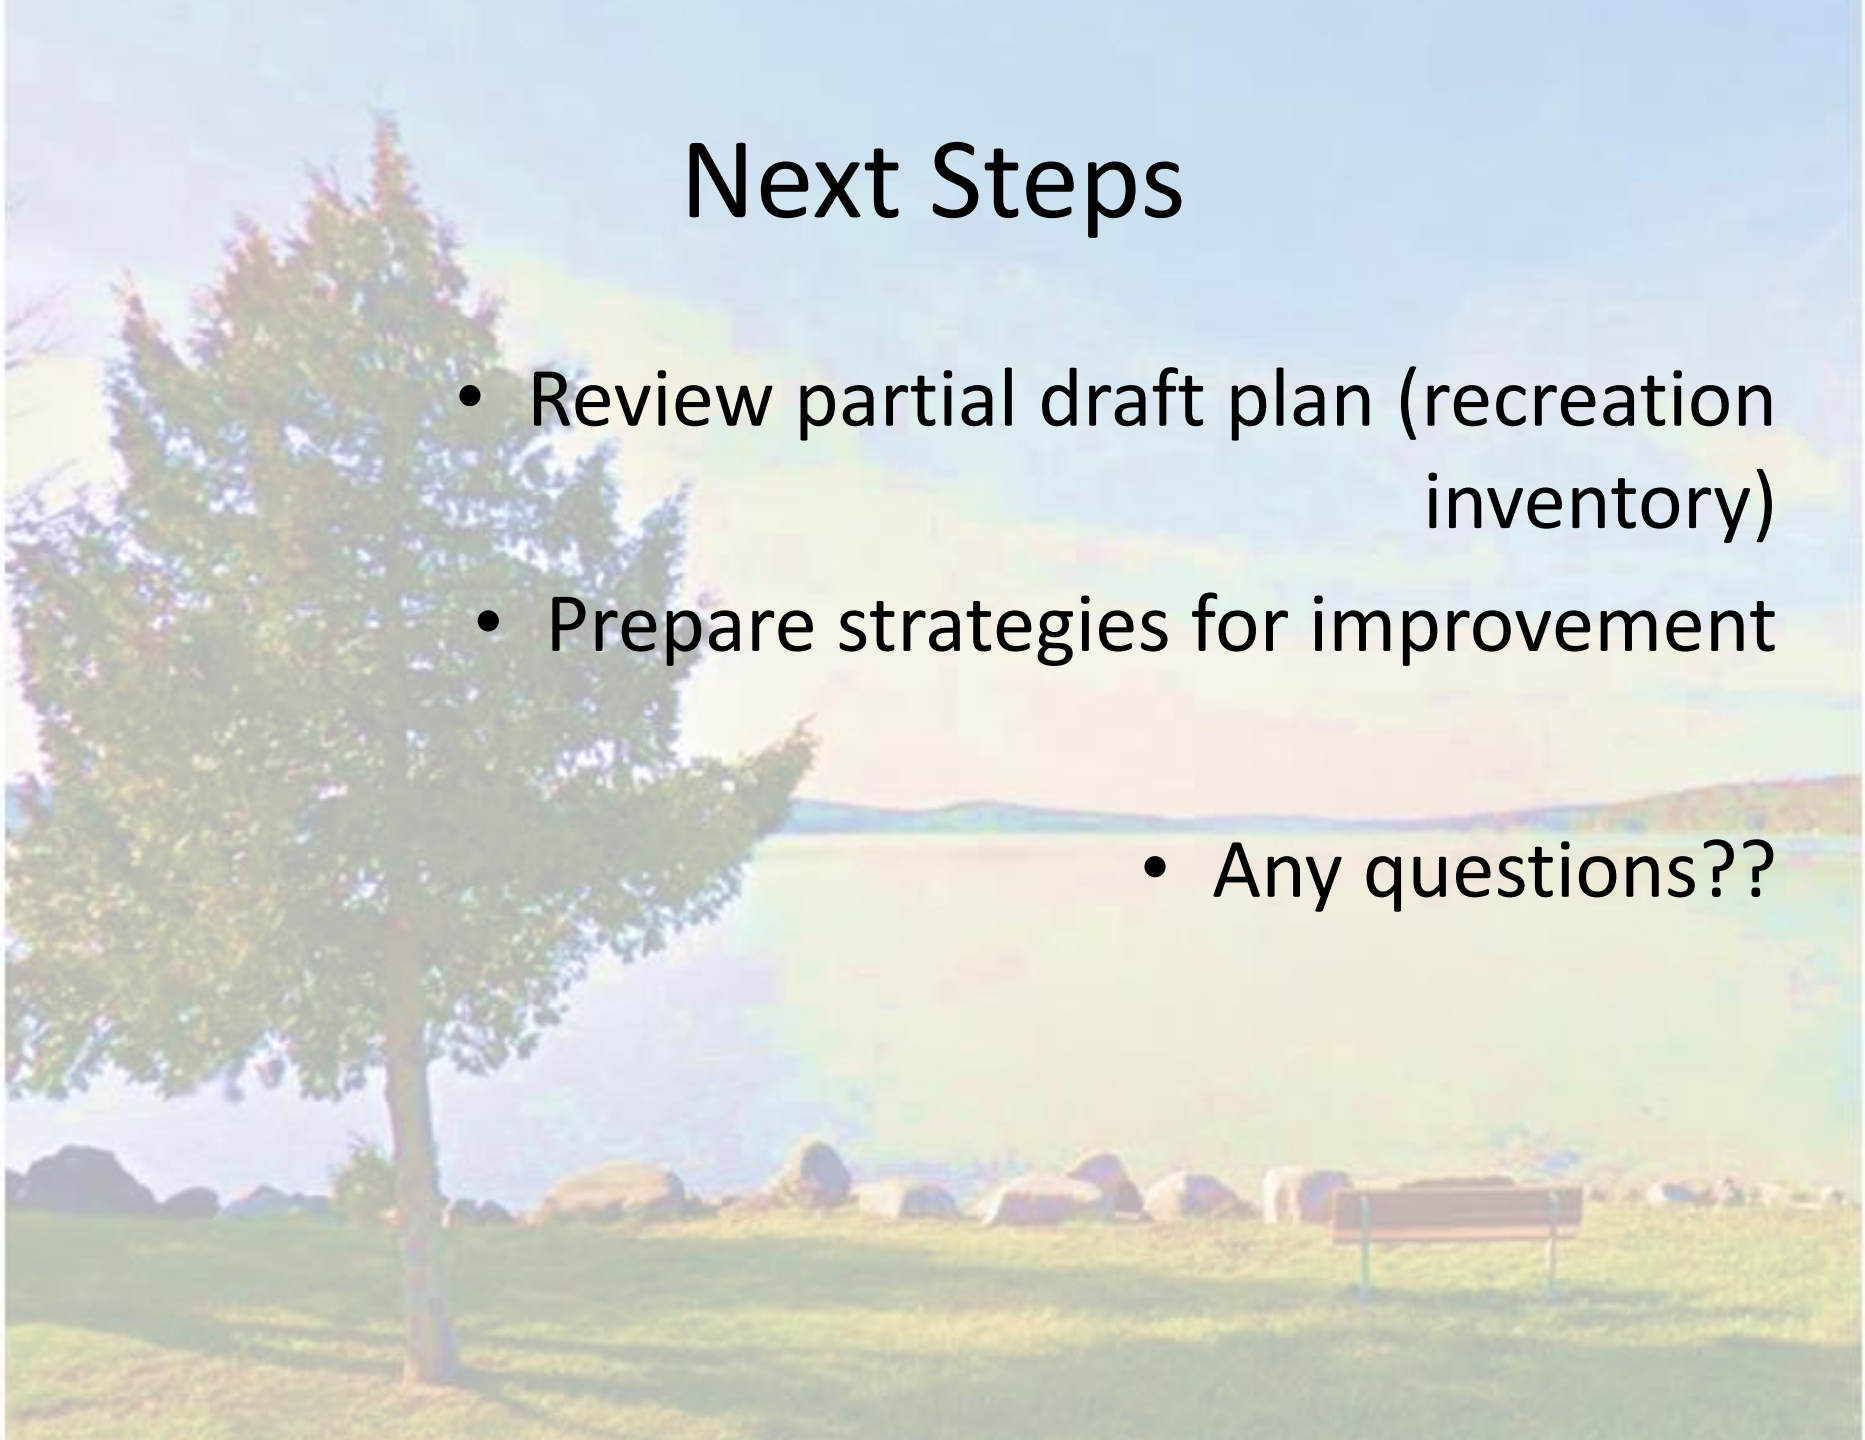 Next Steps
• Review partial draft plan (recreation
inventory)
• Prepare strategies for improvement
• Any questions??